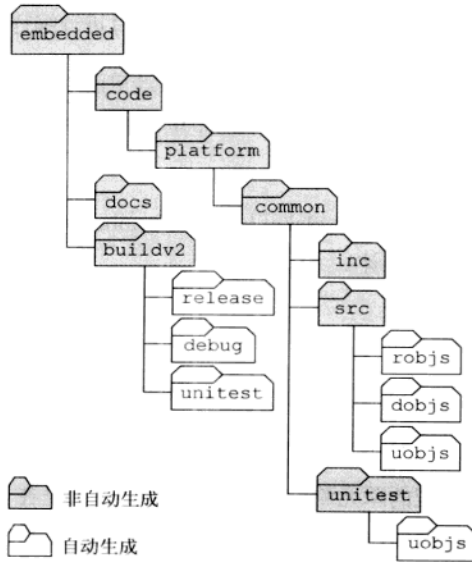 embedded
code
platform
docs
common
buildv2
inc
release
src
debug
robjs
unitest
dobjs
uobjs
非自动生成
unitest
自动生成
uobjs